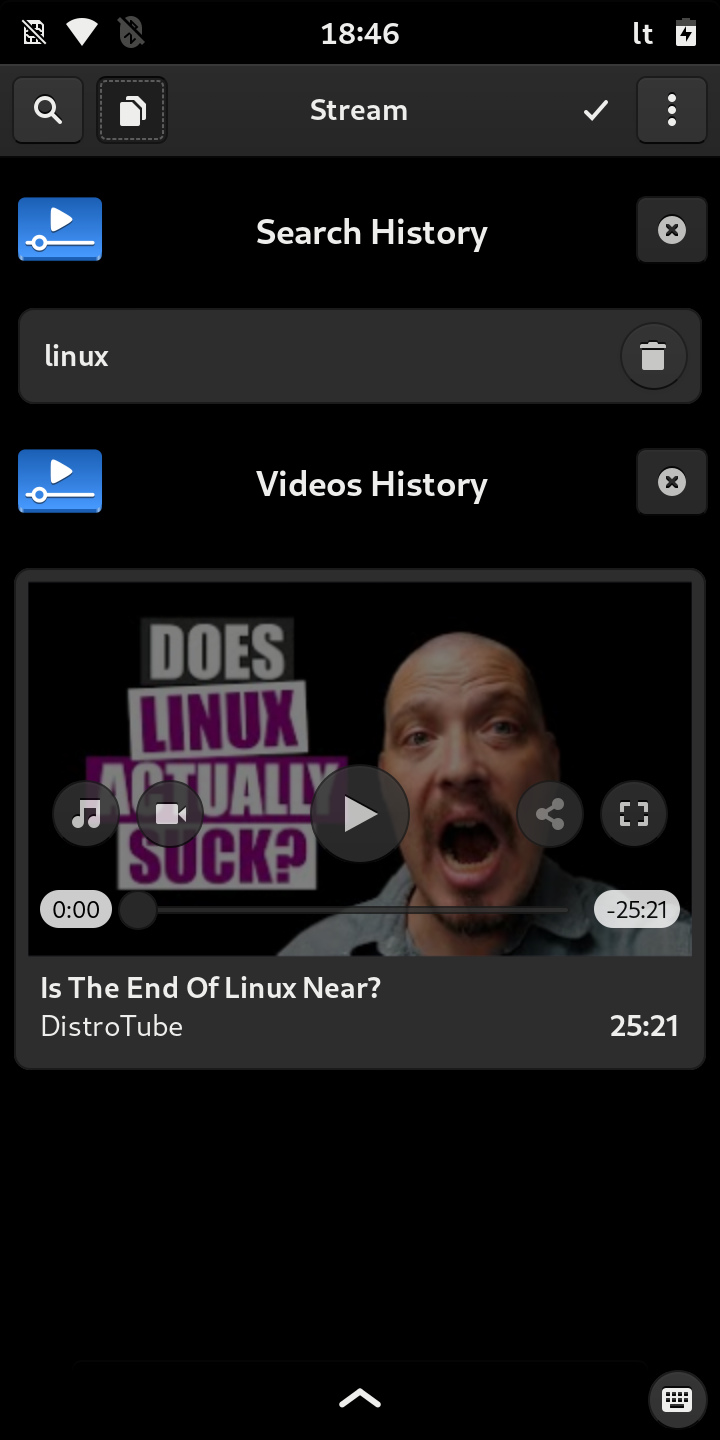 18:46
lt
Stream
Search History
linux
Videos History
DOES
LINUX
ACTUALLY
SUCK?
0:00
-25:21
Is The End Of Linux Near?
DistroTube
25:21